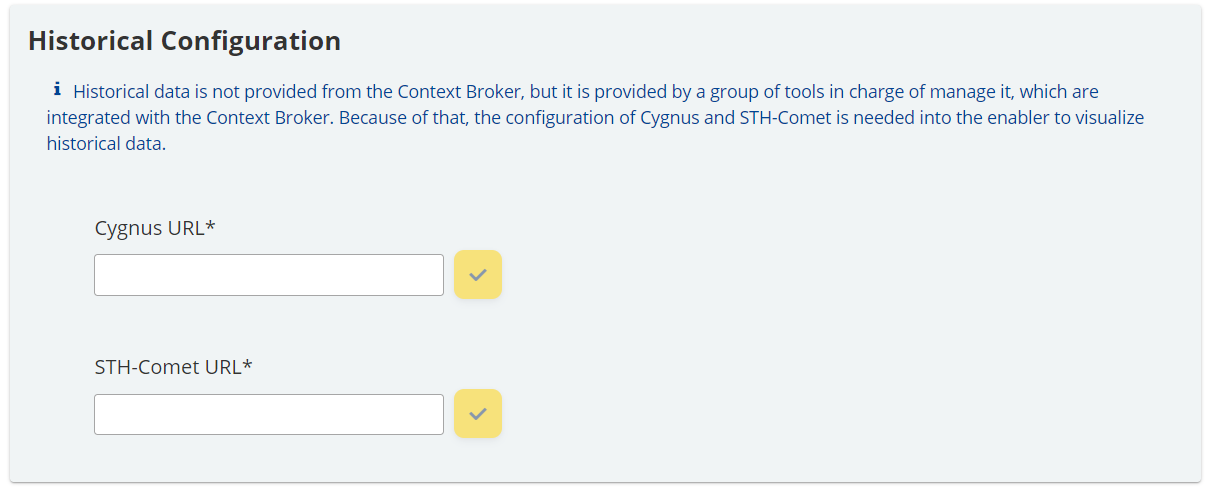 Historical Configuration
i Historical data is not provided from the Context Broker, but it is provided by a group of tools in charge of manage it, which are
integrated with the Context Broker. Because of that, the configuration of Cygnus and STH-Comet is needed into the enabler to visualize
historical data.
Cygnus URL*
STH-Comet URL*